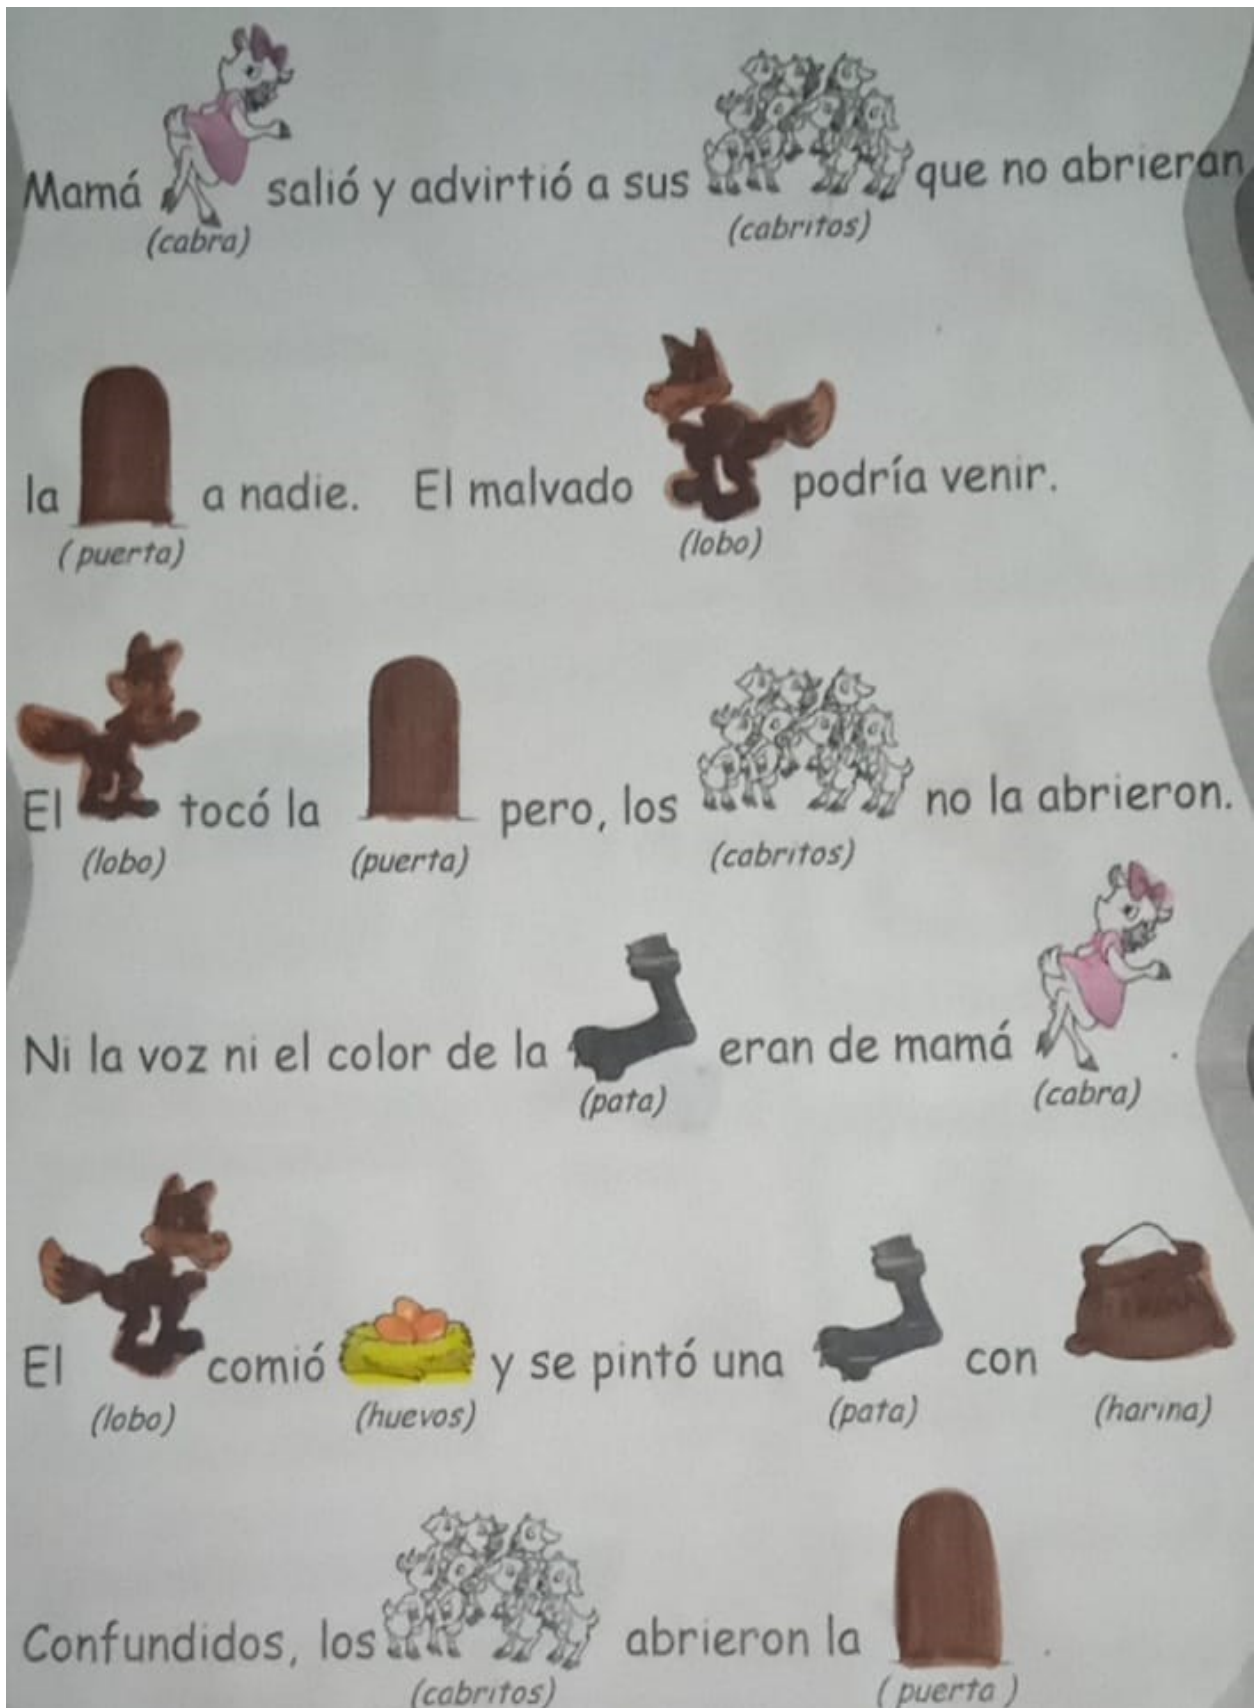 Mamá salió y advirtió a sus que no abrieran
(cabra) (cabritos)
la a nadie. El malvado podría venir.
( puerta) (lobo)
El tocó la pero, los no la abrieron.
(lobo) (puerta) (cabritos)
Ni la voz ni el color de la eran de mamá .
(pata) (cabra)
El comió y se pintó una con
(lobo) (huevos) (pata) (harina)
Confundidos, los abrieron la .
(cabritos) ( puerta )